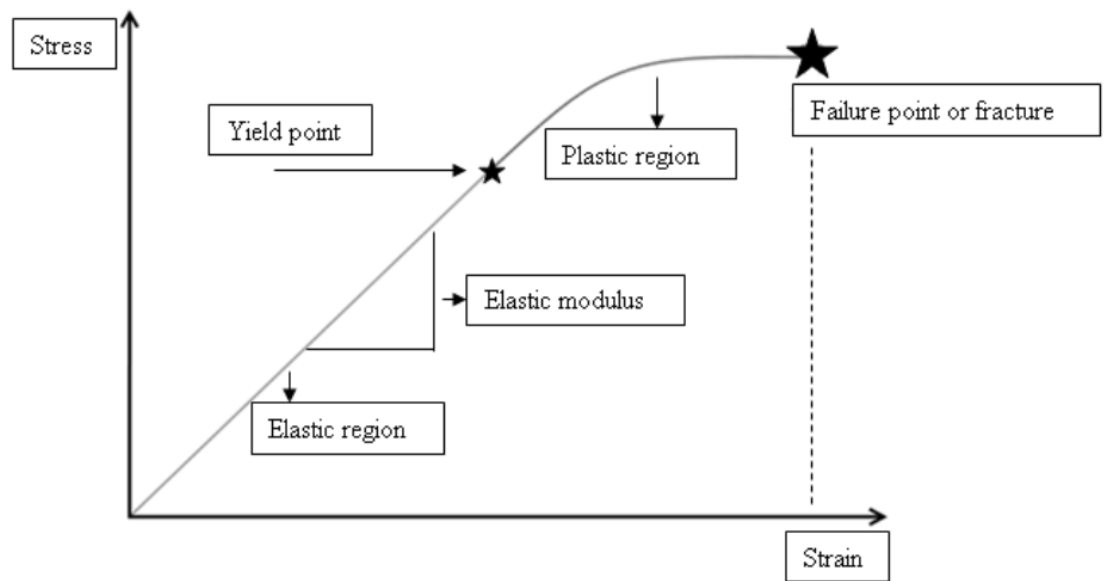 Stress
Failure point or fracture
Yield point
Plastic region
Elastic modulus
Elastic region
Strain